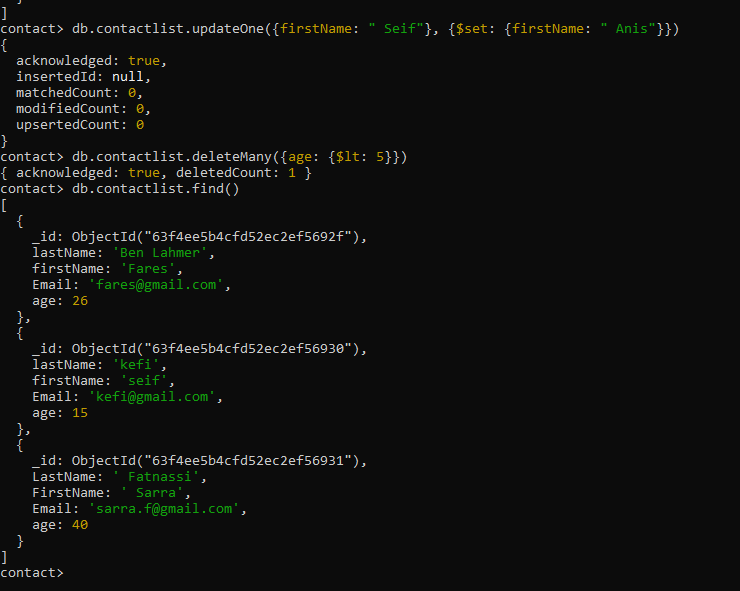 ]
contact> db.contactlist.updateOne({firstName: " Seif"}, {$set: {firstName: " Anis"}})
{
  acknowledged: true,
  insertedId: null,
  matchedCount: 0,
  modifiedCount: 0,
  upsertedCount: 0
}
contact> db.contactlist.deleteMany({age: {$lt: 5}})
{ acknowledged: true, deletedCount: 1 }
contact> db.contactlist.find()
[
  {
    _id: ObjectId("63f4ee5b4cfd52ec2ef5692f"),
    lastName: 'Ben Lahmer',
    firstName: 'Fares',
    Email: 'fares@gmail.com',
    age: 26
  },
  {
    _id: ObjectId("63f4ee5b4cfd52ec2ef56930"),
    lastName: 'kefi',
    firstName: 'seif',
    Email: 'kefi@gmail.com',
    age: 15
  },
  {
    _id: ObjectId("63f4ee5b4cfd52ec2ef56931"),
    LastName: ' Fatnassi',
    FirstName: ' Sarra',
    Email: 'sarra.f@gmail.com',
    age: 40
  }
]
contact>